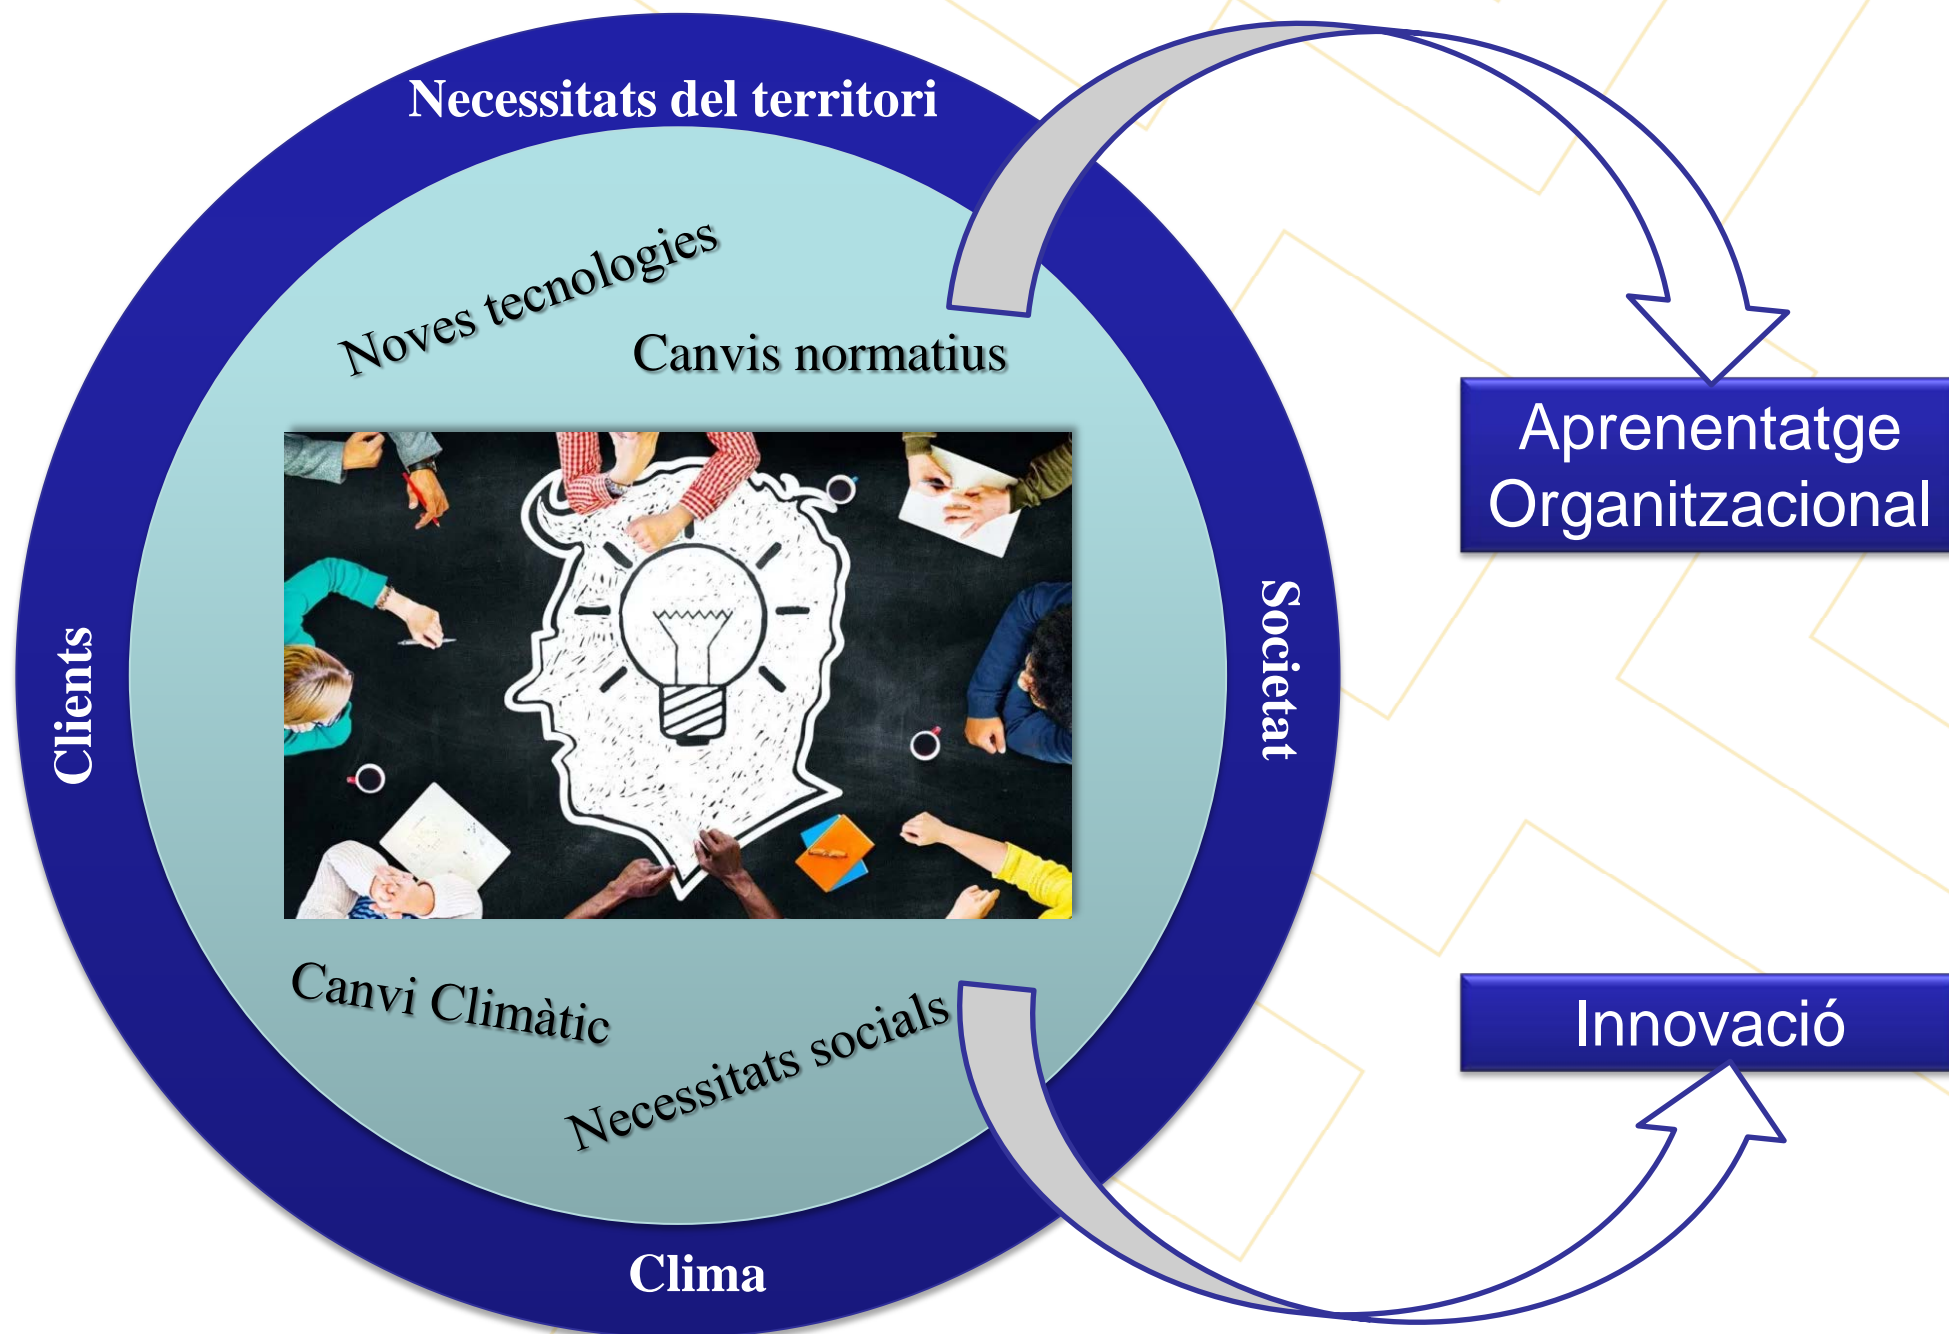 Necessitats del territori
Noves tecnologies
Canvis normatius
Aprenentatge
Organitzacional
Clients
Societat
Canvi Climàtic
Necessitats socials
Innovació
Clima